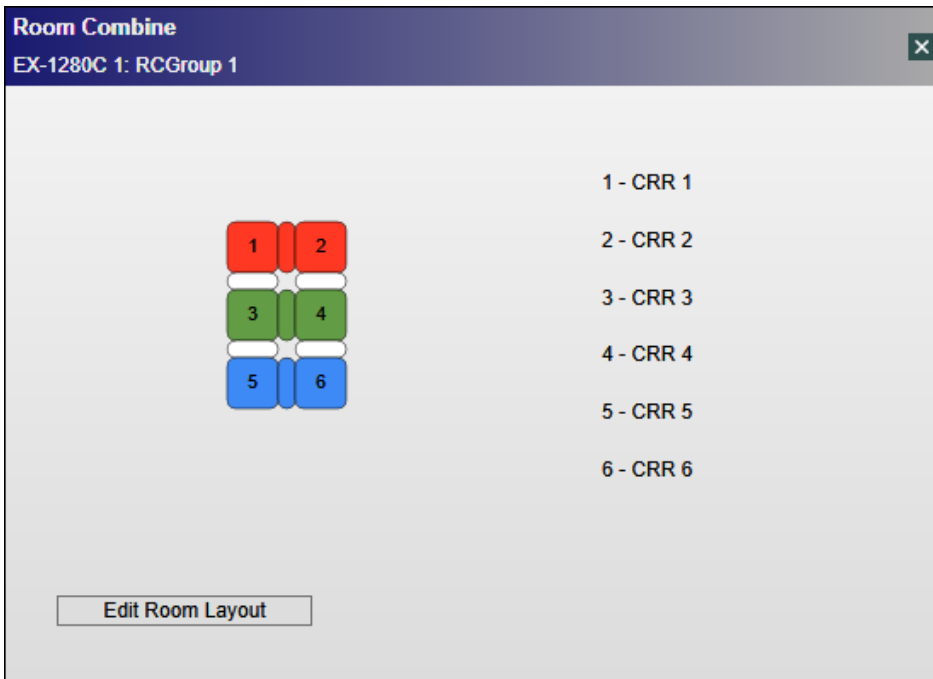 Room Combine
EX-1280C 1: RCGroup 1
1 2
3 4
5 6
1 - CRR 1
2 - CRR 2
3 - CRR 3
4 - CRR 4
5 - CRR 5
6 - CRR 6
Edit Room Layout